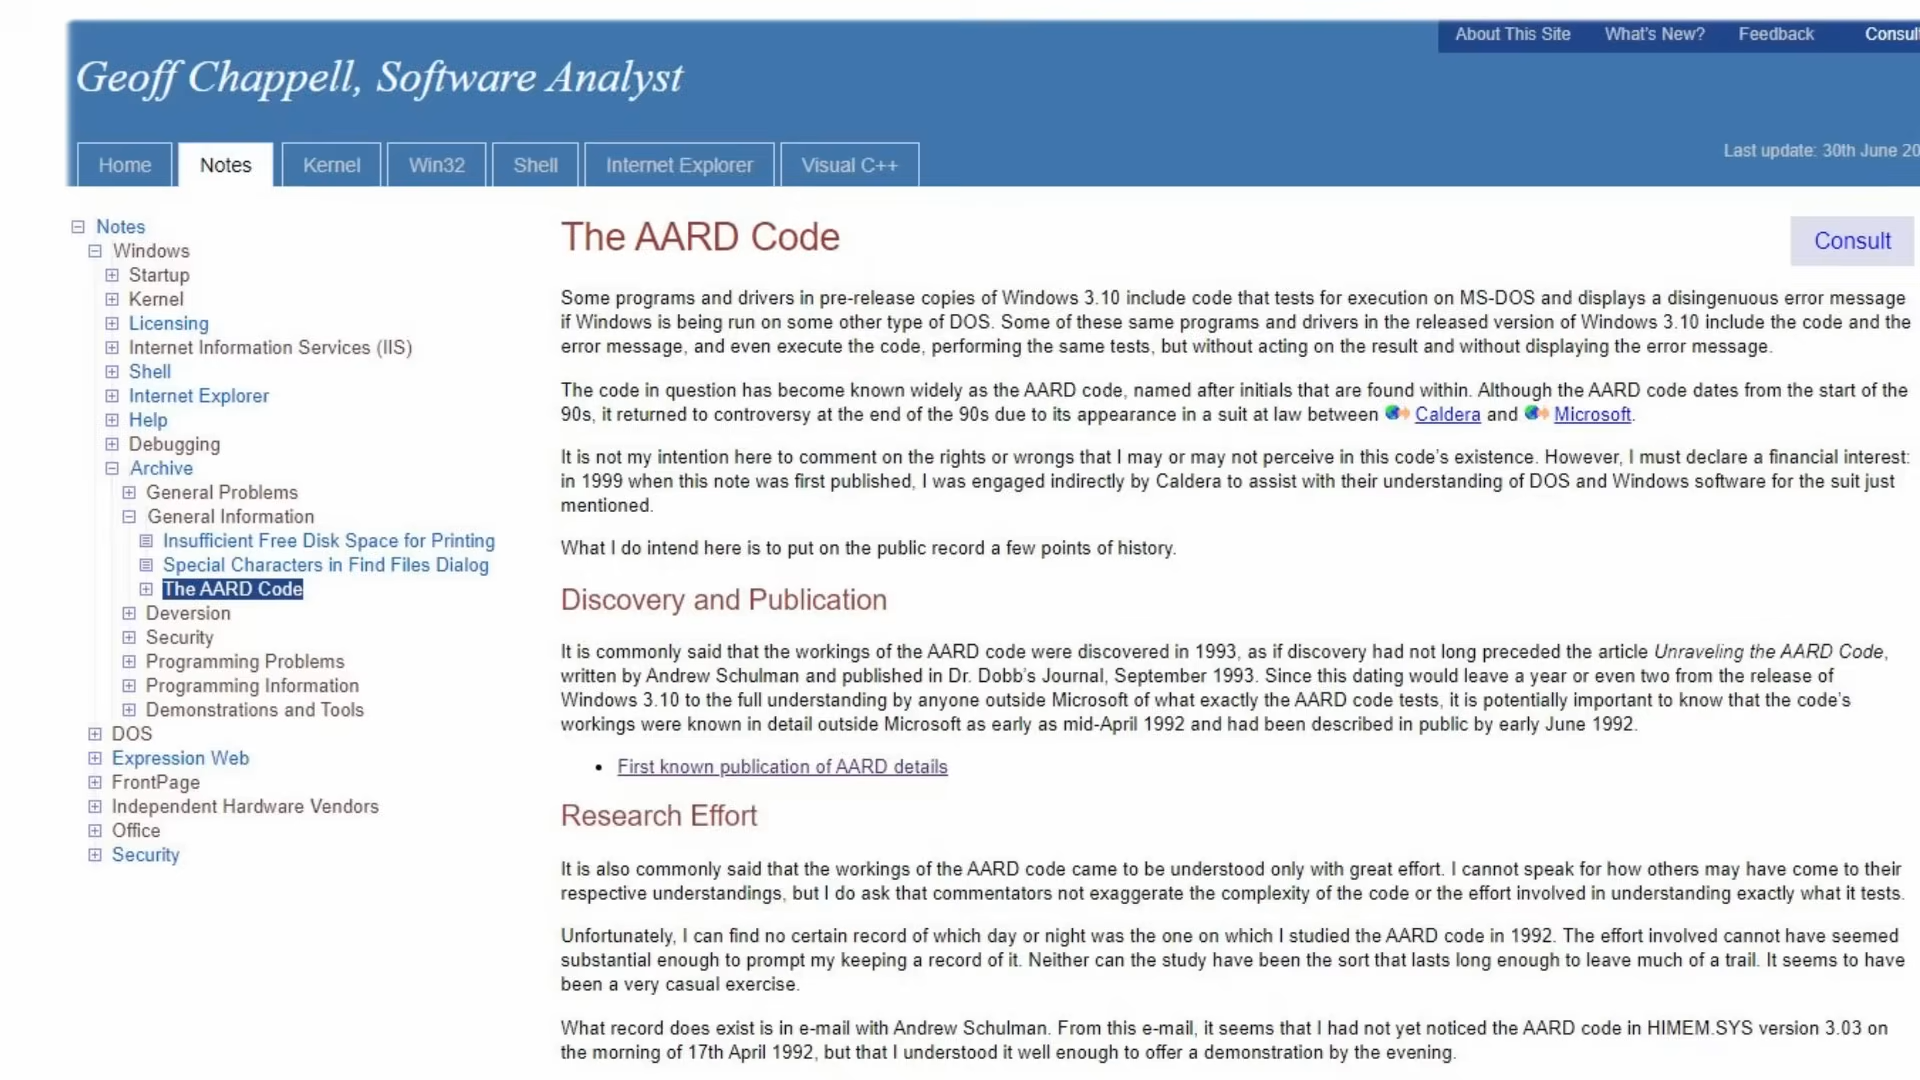 About This Site What's New? Feedback
Geoff Chappell, Software Analyst
Home Notes Kernel Win32 Shell Internet Explorer Visual C++
Last update: 30th June
Notes
Windows
Startup
Kernel
Licensing
Internet Information Services (IIS)
Shell
Internet Explorer
Help
Debugging
Archive
General Problems
General Information
Insufficient Free Disk Space for Printing
Special Characters in Find Files Dialog
The AARD Code
Deversion
Security
Programming Problems
Programming Information
Demonstrations and Tools
DOS
Expression Web
FrontPage
Independent Hardware Vendors
Office
Security
The AARD Code
Consult
Some programs and drivers in pre-release copies of Windows 3.10 include code that tests for execution on MS-DOS and displays a disingenuous error message
if Windows is being run on some other type of DOS. Some of these same programs and drivers in the released version of Windows 3.10 include the code and the
error message, and even execute the code, performing the same tests, but without acting on the result and without displaying the error message.
The code in question has become known widely as the AARD code, named after initials that are found within. Although the AARD code dates from the start of the
90s, it returned to controversy at the end of the 90s due to its appearance in a suit at law between Caldera and Microsoft.
It is not my intention here to comment on the rights or wrongs that I may or may not perceive in this code's existence. However, I must declare a financial interest:
in 1999 when this note was first published, I was engaged indirectly by Caldera to assist with their understanding of DOS and Windows software for the suit just
mentioned.
What I do intend here is to put on the public record a few points of history.
Discovery and Publication
It is commonly said that the workings of the AARD code were discovered in 1993, as if discovery had not long preceded the article Unraveling the AARD Code,
written by Andrew Schulman and published in Dr. Dobb's Journal, September 1993. Since this dating would leave a year or even two from the release of
Windows 3.10 to the full understanding by anyone outside Microsoft of what exactly the AARD code tests, it is potentially important to know that the code's
workings were known in detail outside Microsoft as early as mid-April 1992 and had been described in public by early June 1992.
• First known publication of AARD details
Research Effort
It is also commonly said that the workings of the AARD code came to be understood only with great effort. I cannot speak for how others may have come to their
respective understandings, but I do ask that commentators not exaggerate the complexity of the code or the effort involved in understanding exactly what it tests.
Unfortunately, I can find no certain record of which day or night was the one on which I studied the AARD code in 1992. The effort involved cannot have seemed
substantial enough to prompt my keeping a record of it. Neither can the study have been the sort that lasts long enough to leave much of a trail. It seems to have
been a very casual exercise.
What record does exist is in e-mail with Andrew Schulman. From this e-mail, it seems that I had not yet noticed the AARD code in HIMEM.SYS version 3.03 on
the morning of 17th April 1992, but that I understood it well enough to offer a demonstration by the evening.